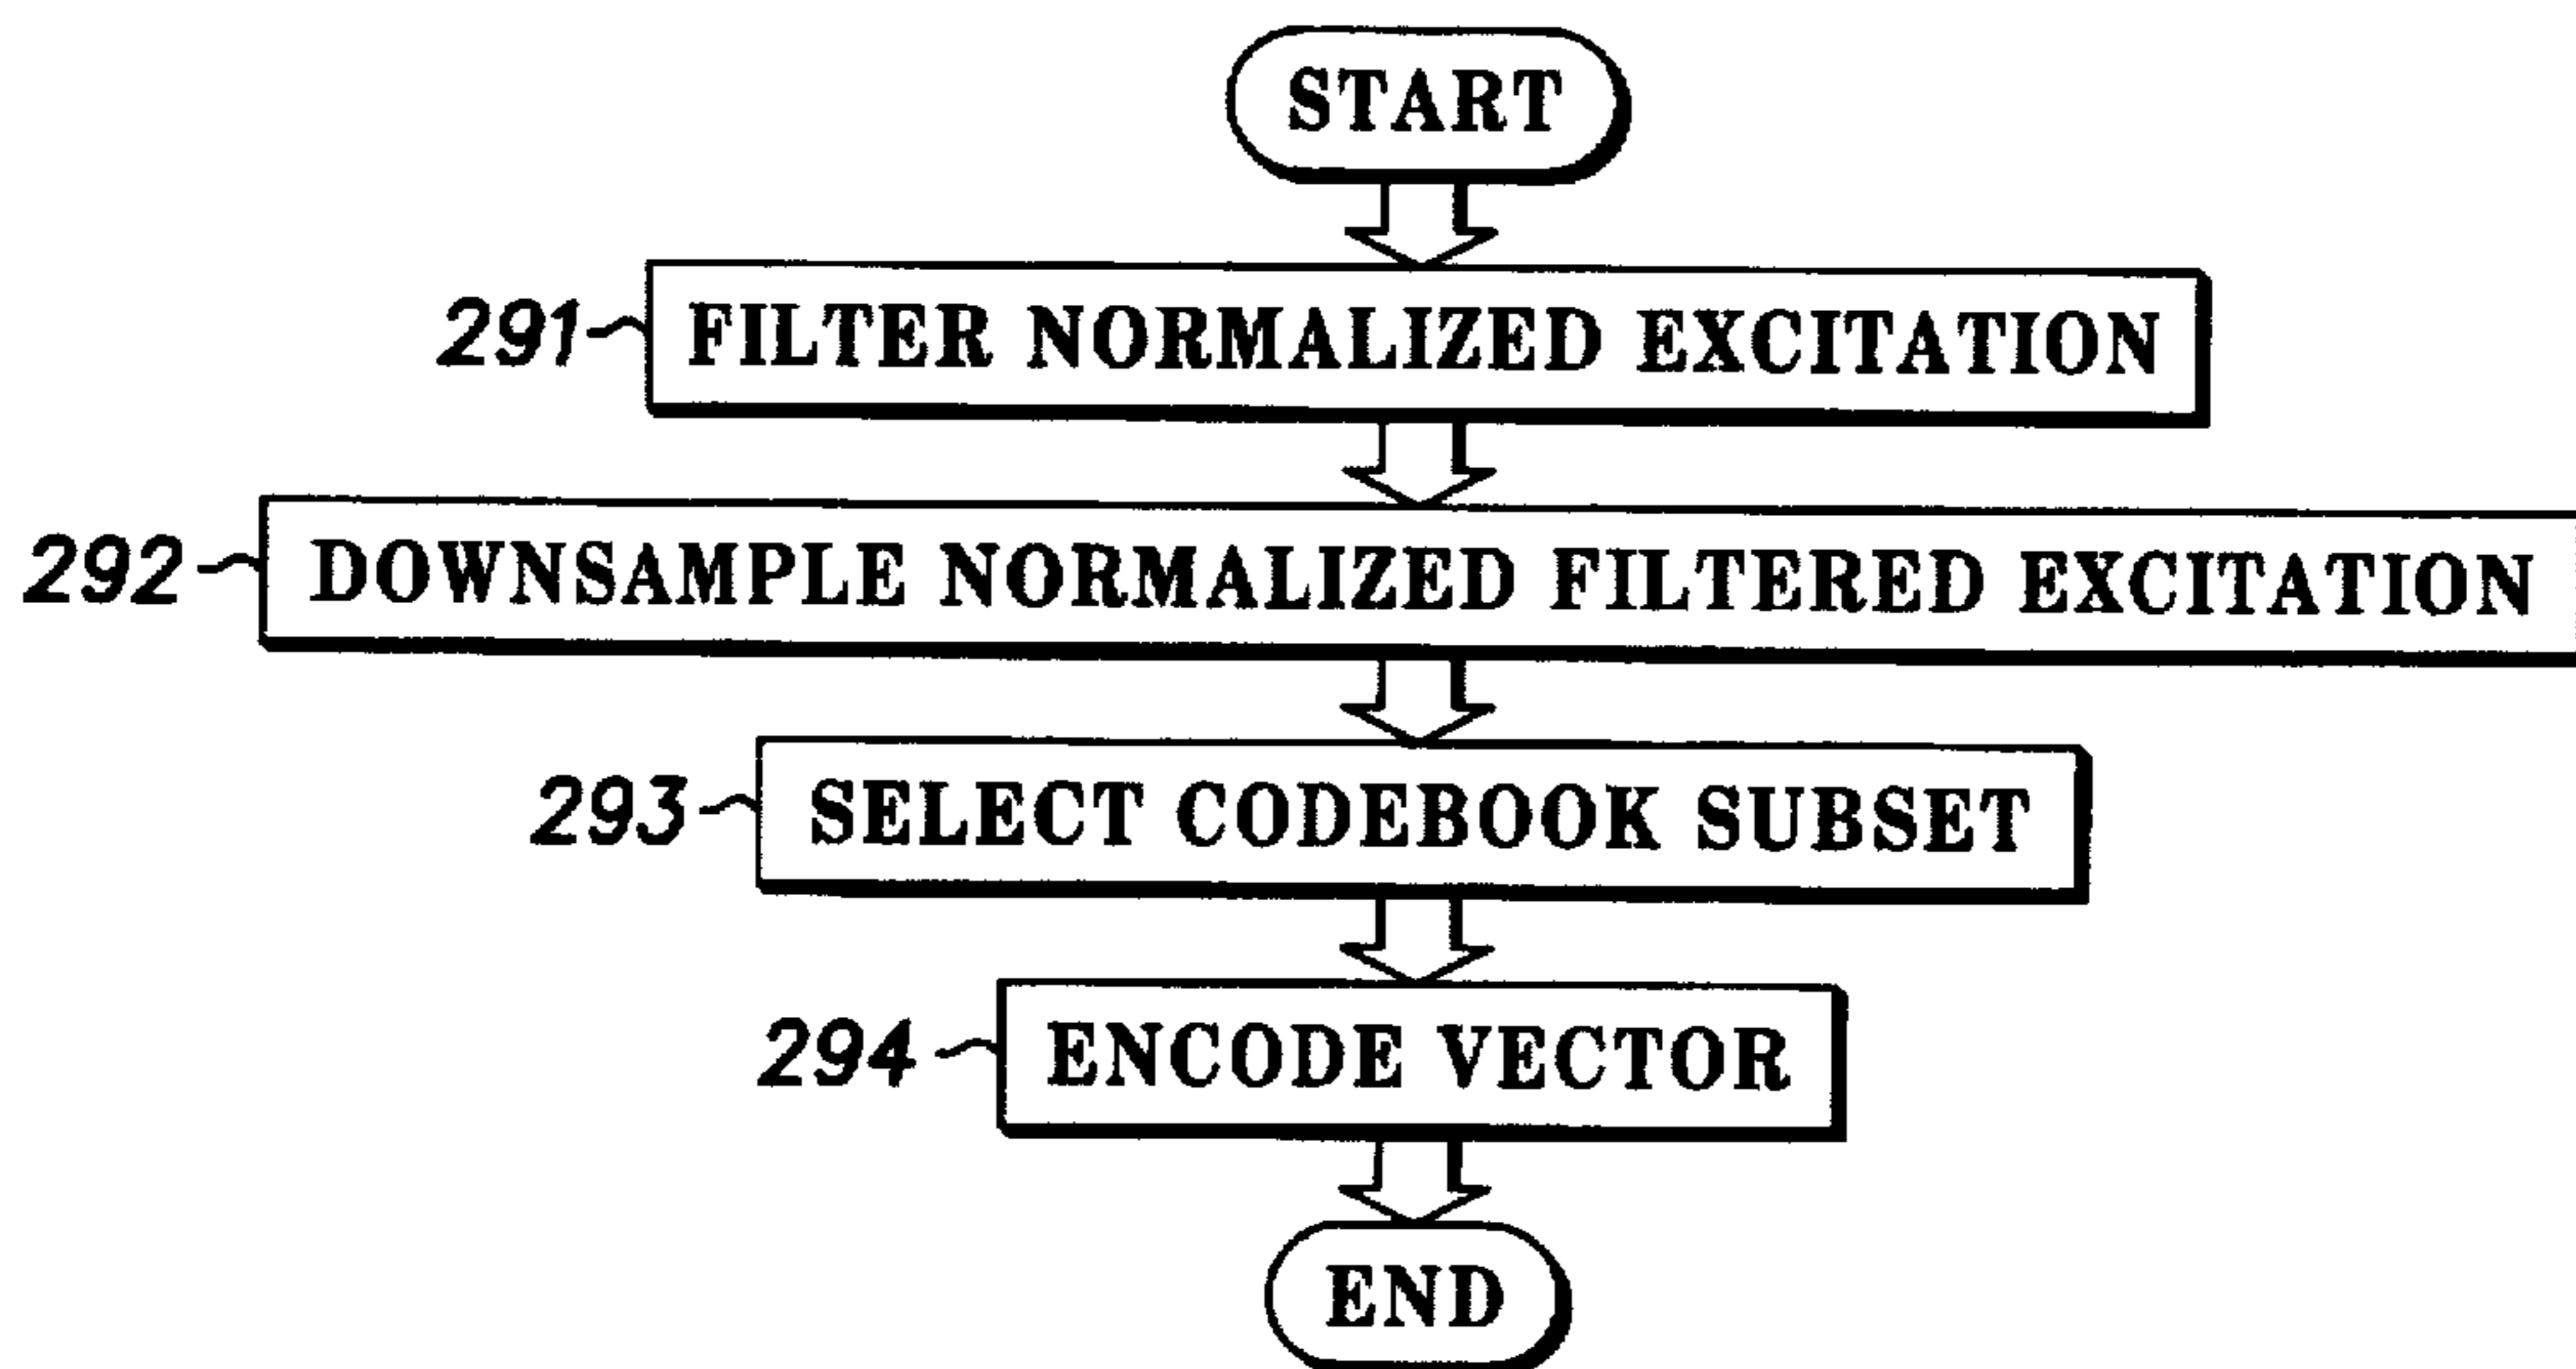 START
291 FILTER NORMALIZED EXCITATION
292 DOWNSAMPLE NORMALIZED FILTERED EXCITATION
293 SELECT CODEBOOK SUBSET
294 ENCODE VECTOR
END